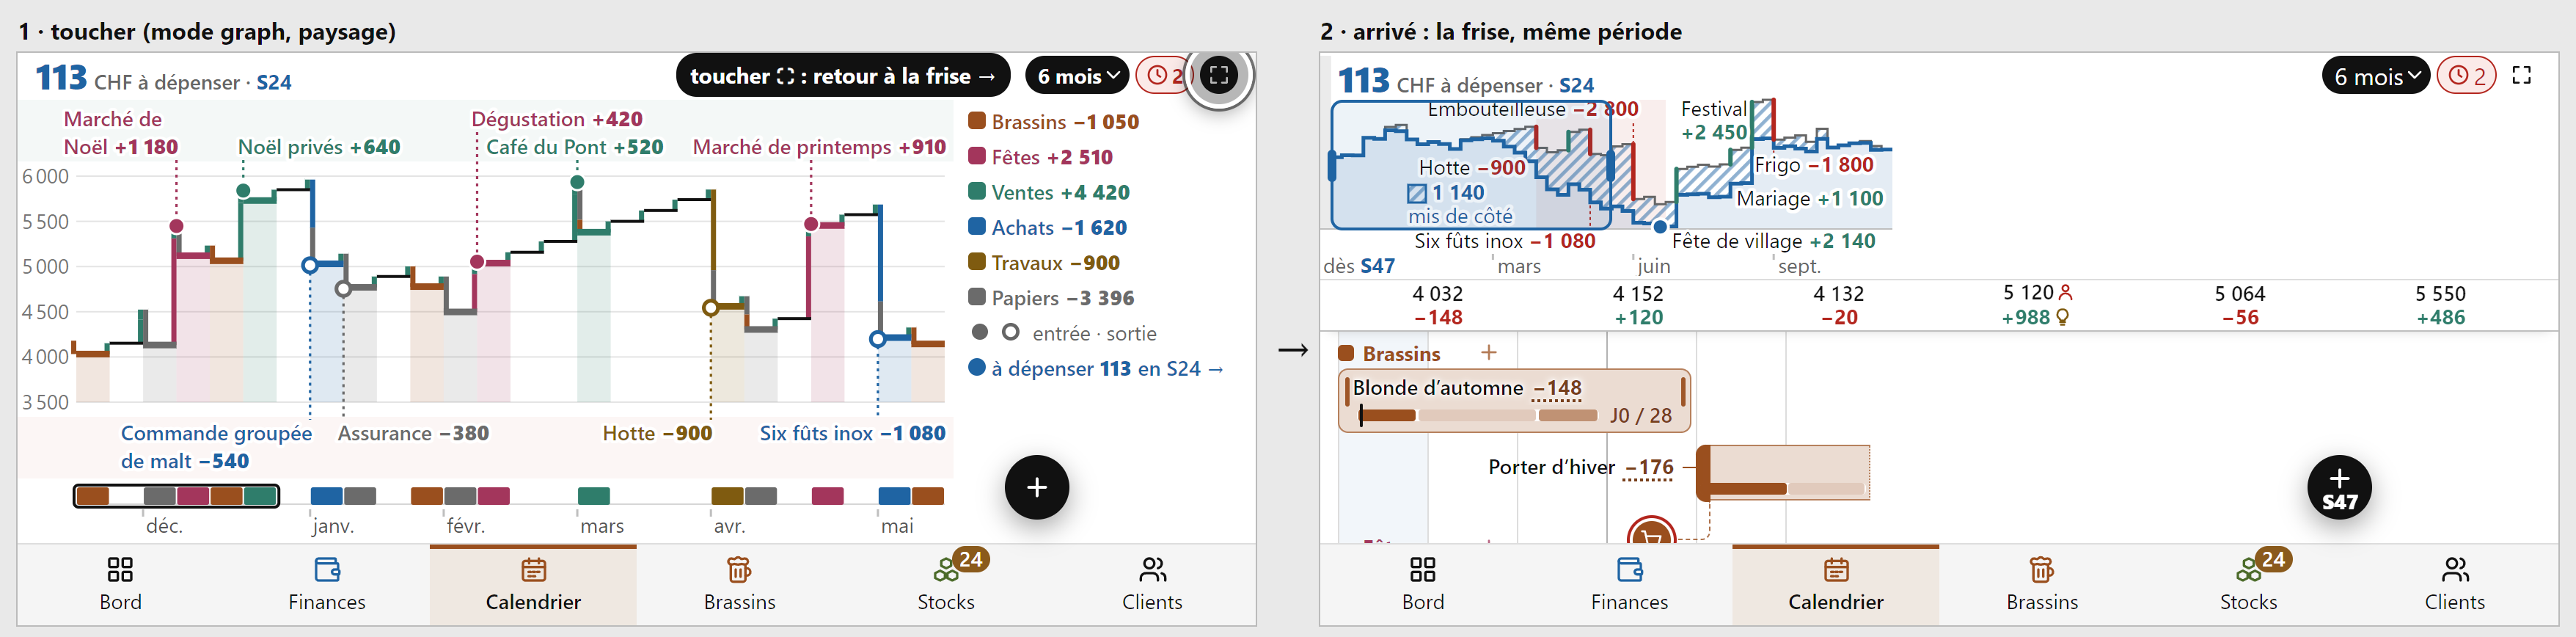 1 · toucher (mode graph, paysage)
113 CHF à dépenser · S24
toucher ⛶ : retour à la frise →
6 mois
2
Marché de
Noël +1 180
Noël privés +640
Dégustation +420
Café du Pont +520
Marché de printemps +910
6 000
5 500
5 000
4 500
4 000
3 500
Brassins −1 050
Fêtes +2 510
Ventes +4 420
Achats −1 620
Travaux −900
Papiers −3 396
entrée · sortie
à dépenser 113 en S24 →
Commande groupée
de malt −540
Assurance −380
Hotte −900
Six fûts inox −1 080
+
déc.
janv.
févr.
mars
avr.
mai
Bord
Finances
Calendrier
Brassins
24
Stocks
Clients
→
2 · arrivé : la frise, même période
113 CHF à dépenser · S24
6 mois
2
Embouteilleuse −2 800
Festival
+2 450
Hotte −900
Frigo −1 800
1 140
mis de côté
Mariage +1 100
Six fûts inox −1 080
Fête de village +2 140
dès S47
mars
juin
sept.
4 032
−148
4 152
+120
4 132
−20
5 120
+988
5 064
−56
5 550
+486
Brassins +
Blonde d’automne −148
J0 / 28
Porter d’hiver −176
+
S47
Bord
Finances
Calendrier
Brassins
24
Stocks
Clients